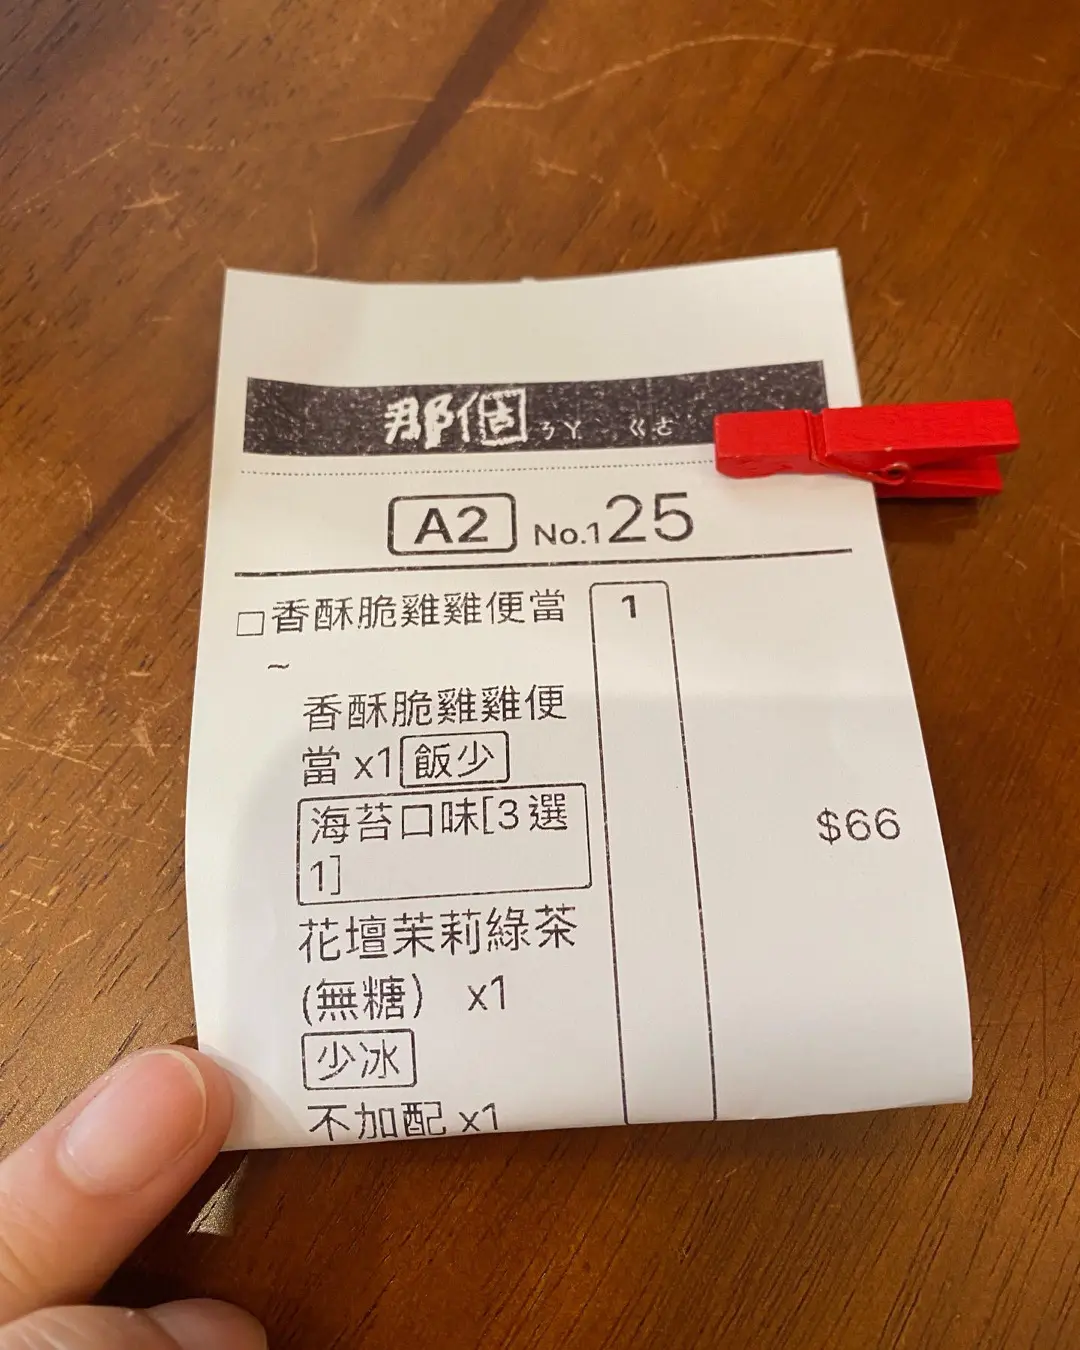 那個 ㄋㄚ ㄍㄜ
A2 No.125
香酥脆雞雞便當 1
~
香酥脆雞雞便
當 x1 飯少
海苔口味[3選
1]
$66
花壇茉莉綠茶
(無糖) x1
少冰
不加配 x1